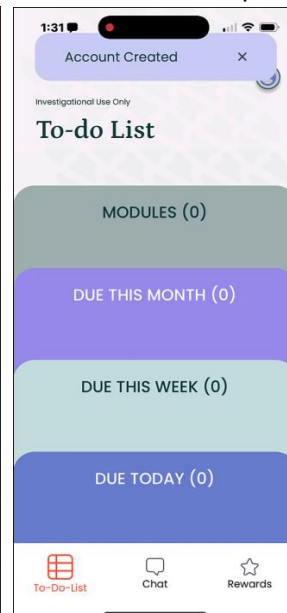 1:31
Account Created ×
Investigational Use Only
To-do List
MODULES (0)
DUE THIS MONTH (0)
DUE THIS WEEK (0)
DUE TODAY (0)
To-Do-List Chat Rewards